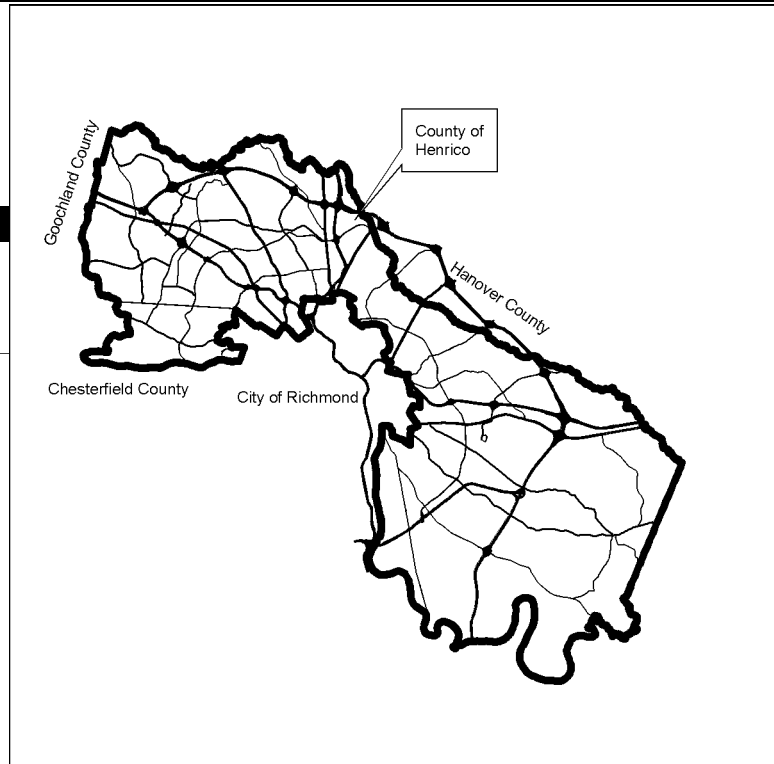 Goochland County
County of
Henrico
Hanover County
Chesterfield County
City of Richmond